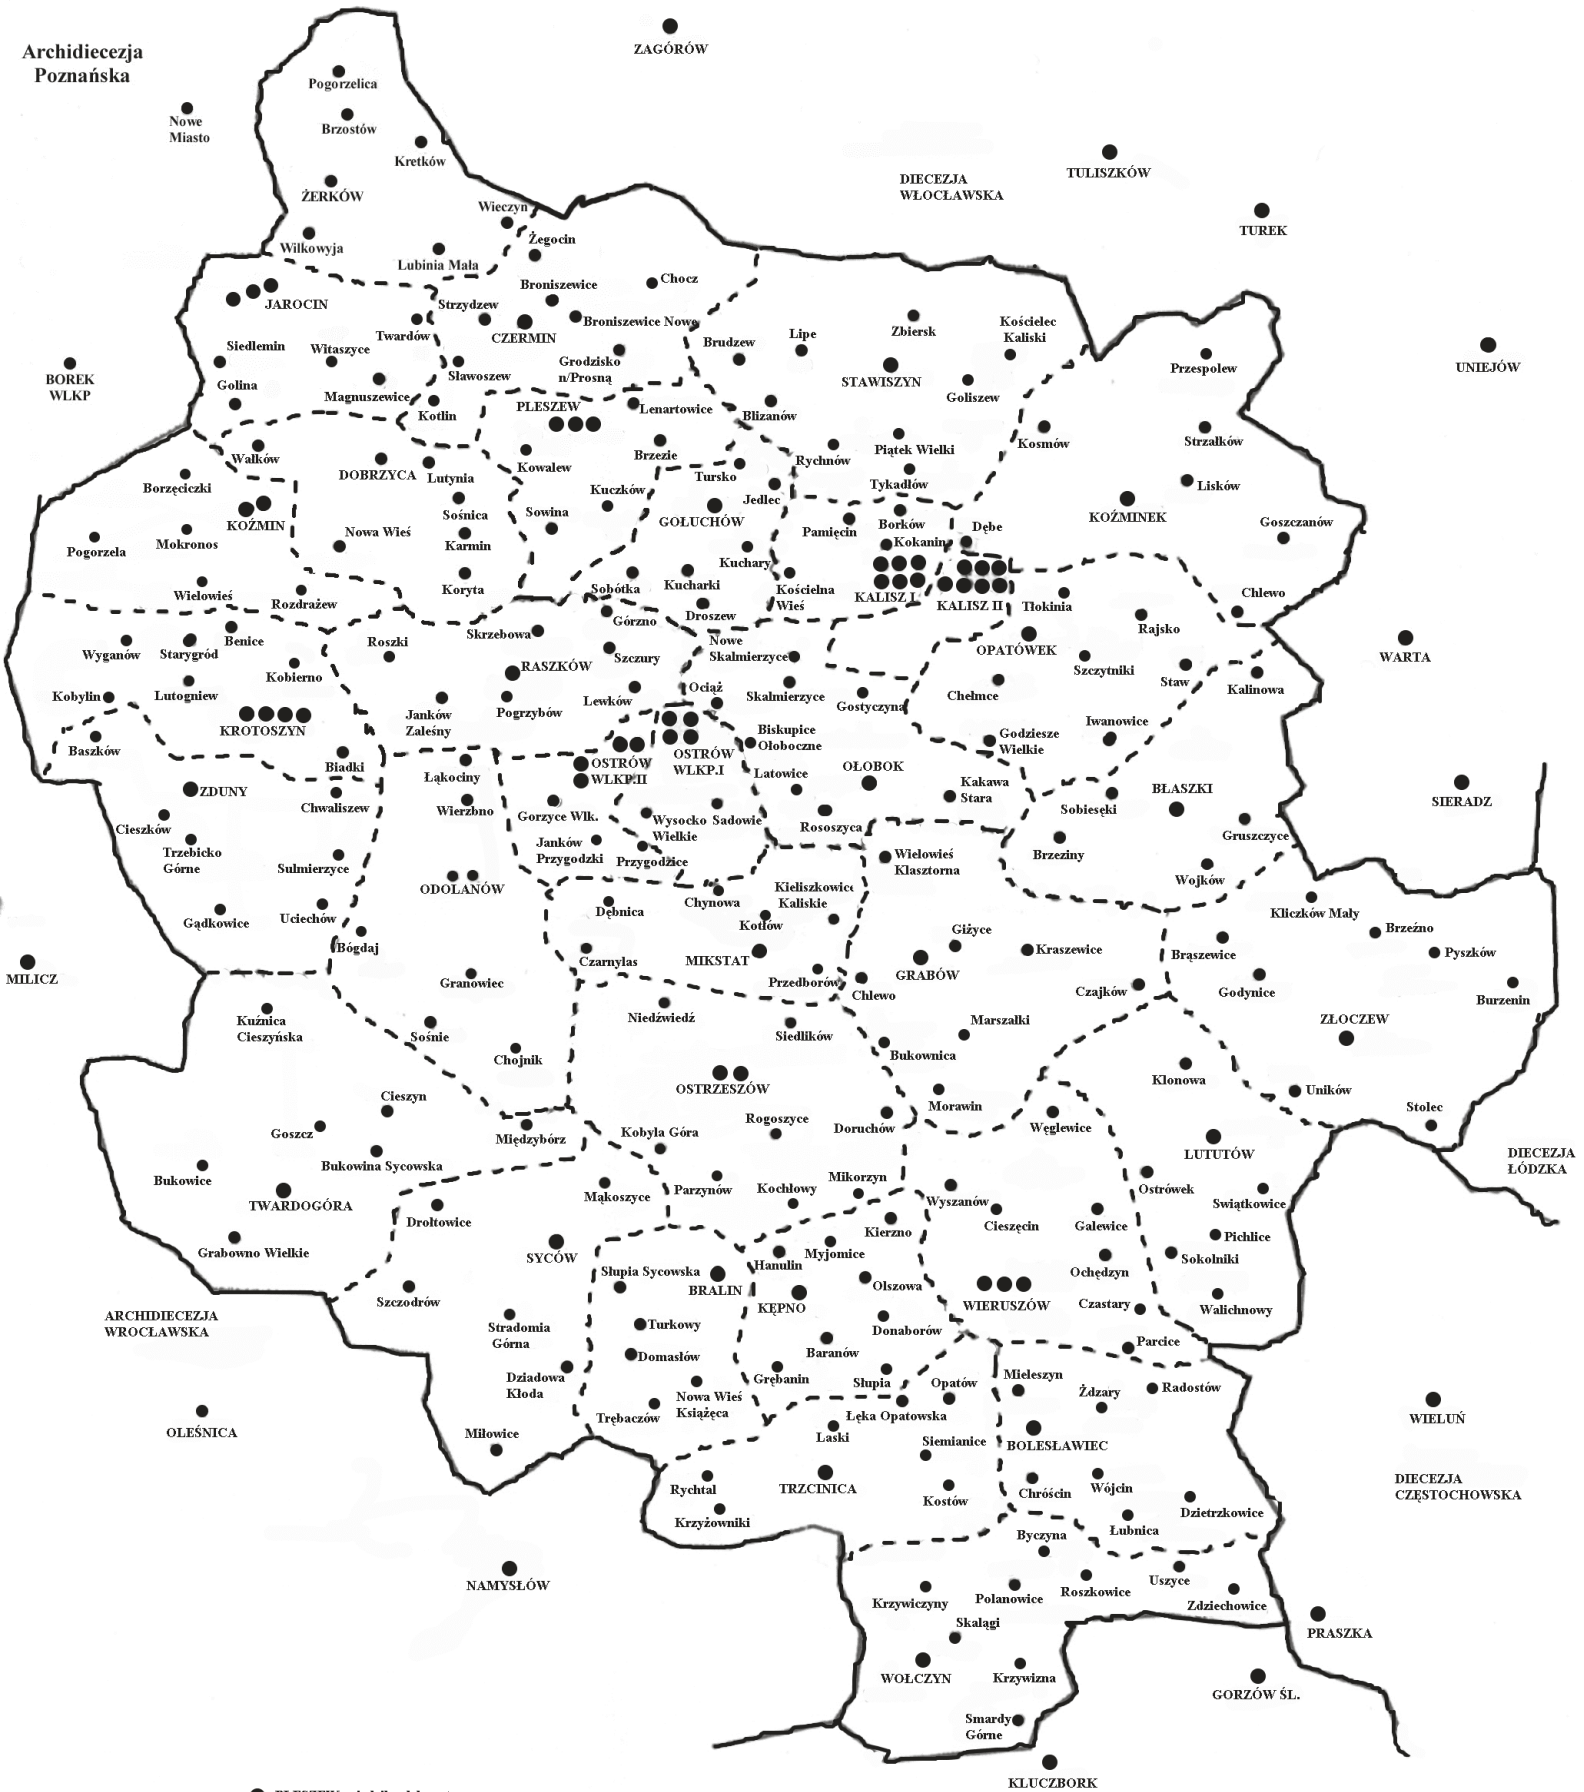 Archidiecezja
Poznańska
ZAGÓRÓW
Pogorzelica
Nowe
Miasto
Brzostów
Kretków
DIECEZJA
WŁOCŁAWSKA
TULISZKÓW
ŻERKÓW
Wieczyn
TUREK
Wilkowyja
Żegocin
Lubinia Mała
Broniszewice
Chocz
JAROCIN
Strzydzew
Broniszewice Nowe
Twardów
CZERMIN
Brudzew
Lipe
Zbiersk
Kościelec
Kaliski
Siedlemin
Witaszyce
Grodzisko
n/Prosną
Sławoszew
STAWISZYN
Przespolew
UNIEJÓW
BOREK
WLKP
Golina
Magnuszewice
Kotlin
PLESZEW
Lenartowice
Blizanów
Goliszew
Kosmów
Strzałków
Wałków
DOBRZYCA
Lutynia
Kowalew
Brzezie
Rychnów
Piątek Wielki
Borzęciczki
Tursko
Tykadłów
Lisków
Kuczków
Jedlec
KOŹMIN
Sośnica
Sowina
GOŁUCHÓW
Pamięcin
Borków
Dębe
KOŹMINEK
Goszczanów
Pogorzela
Mokronos
Nowa Wieś
Karmin
Kokanin
Kuchary
Wielowieś
Rozdrażew
Koryta
Sobótka
Kucharki
Kościelna
Wieś
KALISZ I
KALISZ II
Tłokinia
Chlewo
Droszew
Górzno
Wyganów
Starygród
Benice
Roszki
Skrzebowa
Szczury
Nowe
Skalmierzyce
OPATÓWEK
Rajsko
WARTA
Kobierno
RASZKÓW
Szczytniki
Staw
Kobylin
Lutogniew
Lewków
Ociąż
Skalmierzyce
Gostyczyna
Chełmce
Kalinowa
KROTOSZYN
Janków
Zaleśny
Pogrzybów
Iwanowice
Baszków
Biadki
Biskupice
Ołoboczne
Godziesze
Wielkie
Łąkociny
OSTRÓW
WLKP.II
OSTRÓW
WLKP.I
Latowice
OŁOBOK
Kakawa
Stara
BŁASZKI
SIERADZ
ZDUNY
Chwaliszew
Wierzbno
Gorzyce Wlk.
Wysocko
Wielkie
Sadowie
Rososzyca
Sobiesęki
Gruszczyce
Cieszków
Trzebicko
Górne
Sulmierzyce
Janków
Przygodzki
Przygodzice
Wielowieś
Klasztorna
Brzeziny
Wojków
ODOLANÓW
Kieliszkowice
Kaliskie
Chynowa
Gądkowice
Uciechów
Dębnica
Kotłów
Kliczków Mały
Brzeźno
Bogdaj
Giżyce
Kraszewice
Brąszewice
Pyszków
MILICZ
Czarnylas
MIKSTAT
GRABÓW
Granowiec
Przedborów
Chlewo
Czajków
Godynice
Burzenin
Kuźnica
Cieszyńska
Niedźwiedź
Siedlików
Marszałki
ZŁOCZEW
Sośnie
Chojnik
Bukownica
OSTRZESZÓW
Klonowa
Uników
Cieszyn
Morawin
Stolec
Goszcz
Międzybórz
Kobyla Góra
Rogoszyce
Doruchów
Węglewice
LUTUTÓW
DIECEZJA
ŁÓDZKA
Bukowice
Bukowina Sycowska
Mąkoszyce
Parzynów
Kochłowy
Mikorzyn
Wyszanów
Ostrówek
Swiątkowice
TWARDOGÓRA
Drołtowice
Cieszęcin
Galewice
Kierzno
Pichlice
Grabowno Wielkie
SYCÓW
Myjomice
Hanulin
Sokolniki
Słupia Sycowska
BRALIN
Olszowa
Ochędzyn
Szczodrów
KĘPNO
WIERUSZÓW
Czastary
Walichnowy
ARCHIDIECEZJA
WROCŁAWSKA
Stradomia
Górna
Turkowy
Donaborów
Parcice
Domasłów
Baranów
Dziadowa
Kłoda
Nowa Wieś
Książęca
Grębanin
Słupia
Opatów
Mieleszyn
Żdzary
Radostów
OLEŚNICA
Trębaczów
Łęka Opatowska
WIELUŃ
Miłowice
Laski
Siemianice
BOLESŁAWIEC
Rychtal
TRZCINICA
Kostów
Chróścin
Wójcin
DIECEZJA
CZĘSTOCHOWSKA
Krzyżowniki
Dzietrzkowice
Byczyna
Łubnica
NAMYSŁÓW
Krzywiczyny
Polanowice
Roszkowice
Uszyce
Zdziechowice
Skałągi
PRASZKA
WOŁCZYN
Krzywizna
GORZÓW ŚL.
Smardy
Górne
KLUCZBORK